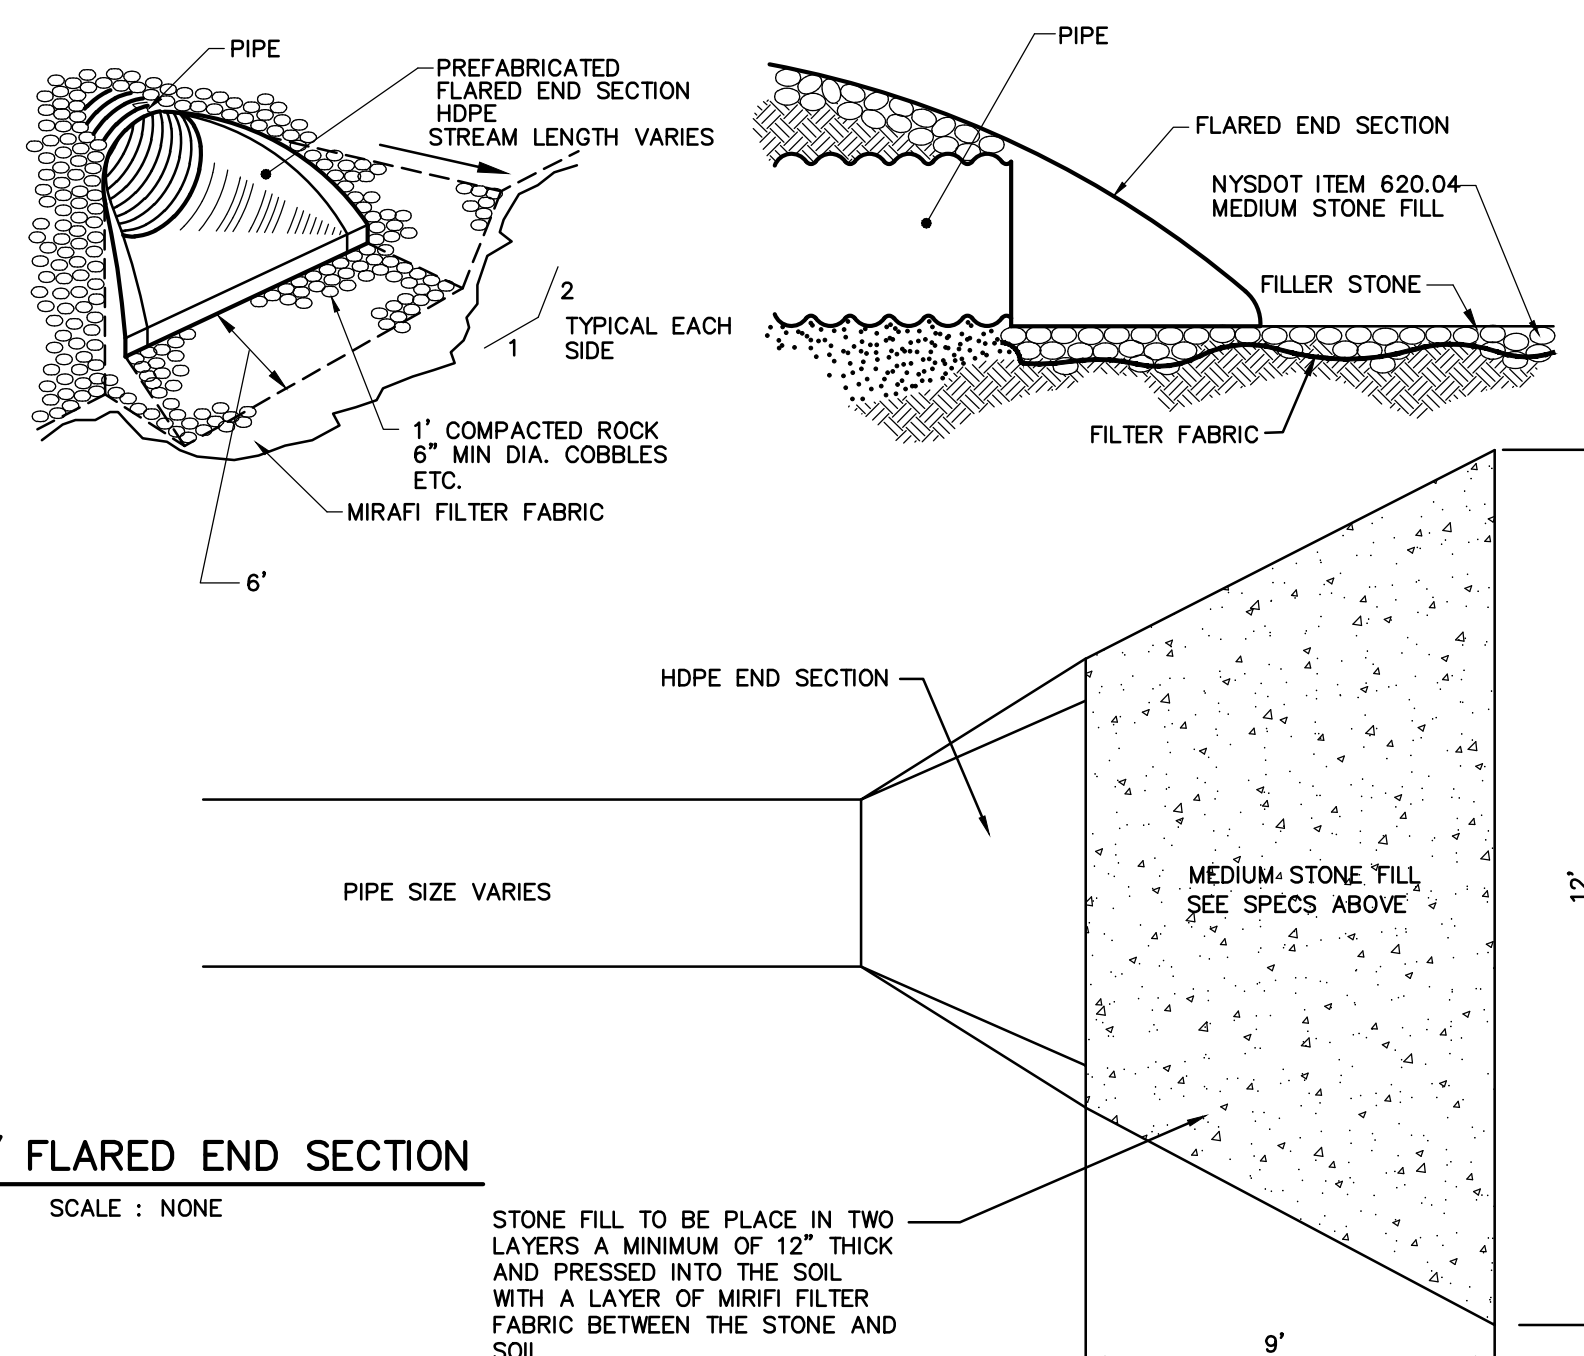 PIPE
PREFABRICATED
FLARED END SECTION
HDPE
STREAM LENGTH VARIES
2
1
TYPICAL EACH
SIDE
1' COMPACTED ROCK
6" MIN DIA. COBBLES
ETC.
MIRAFI FILTER FABRIC
6'
PIPE
FLARED END SECTION
NYSDOT ITEM 620.04
MEDIUM STONE FILL
FILLER STONE
FILTER FABRIC
HDPE END SECTION
PIPE SIZE VARIES
MEDIUM STONE FILL
SEE SPECS ABOVE
12'
FLARED END SECTION
SCALE : NONE
STONE FILL TO BE PLACE IN TWO
LAYERS A MINIMUM OF 12" THICK
AND PRESSED INTO THE SOIL
WITH A LAYER OF MIRIFI FILTER
FABRIC BETWEEN THE STONE AND
SOIL
9'